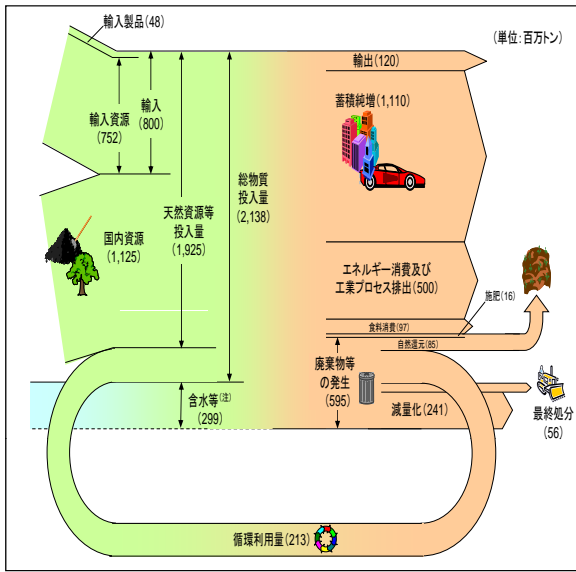 輸入製品(48)
(単位:百万トン)
輸出(120)
蓄積純増(1,110)
輸入
(800)
輸入資源
(752)
総物質
投入量
(2,138)
天然資源等
投入量
(1,925)
国内資源
(1,125)
エネルギー消費及び
工業プロセス排出(500)
施肥(16)
食料消費(97)
自然還元(85)
廃棄物等
の発生
(595)
含水等(注)
(299)
減量化(241)
最終処分
(56)
循環利用量(213)